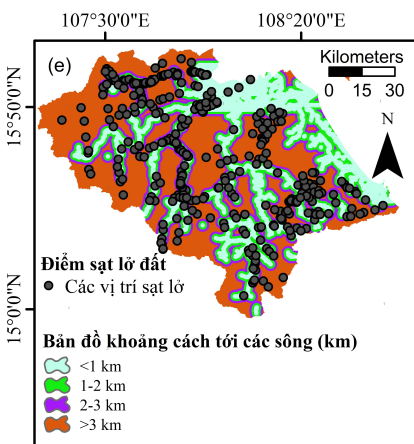 107°30'0"E 108°20'0"E
(e)
Kilometers
0 15 30
15°50'0"N
N
Điểm sạt lở đất
Các vị trí sạt lở
15°0'0"N
Bản đồ khoảng cách tới các sông (km)
<1 km
1-2 km
2-3 km
>3 km